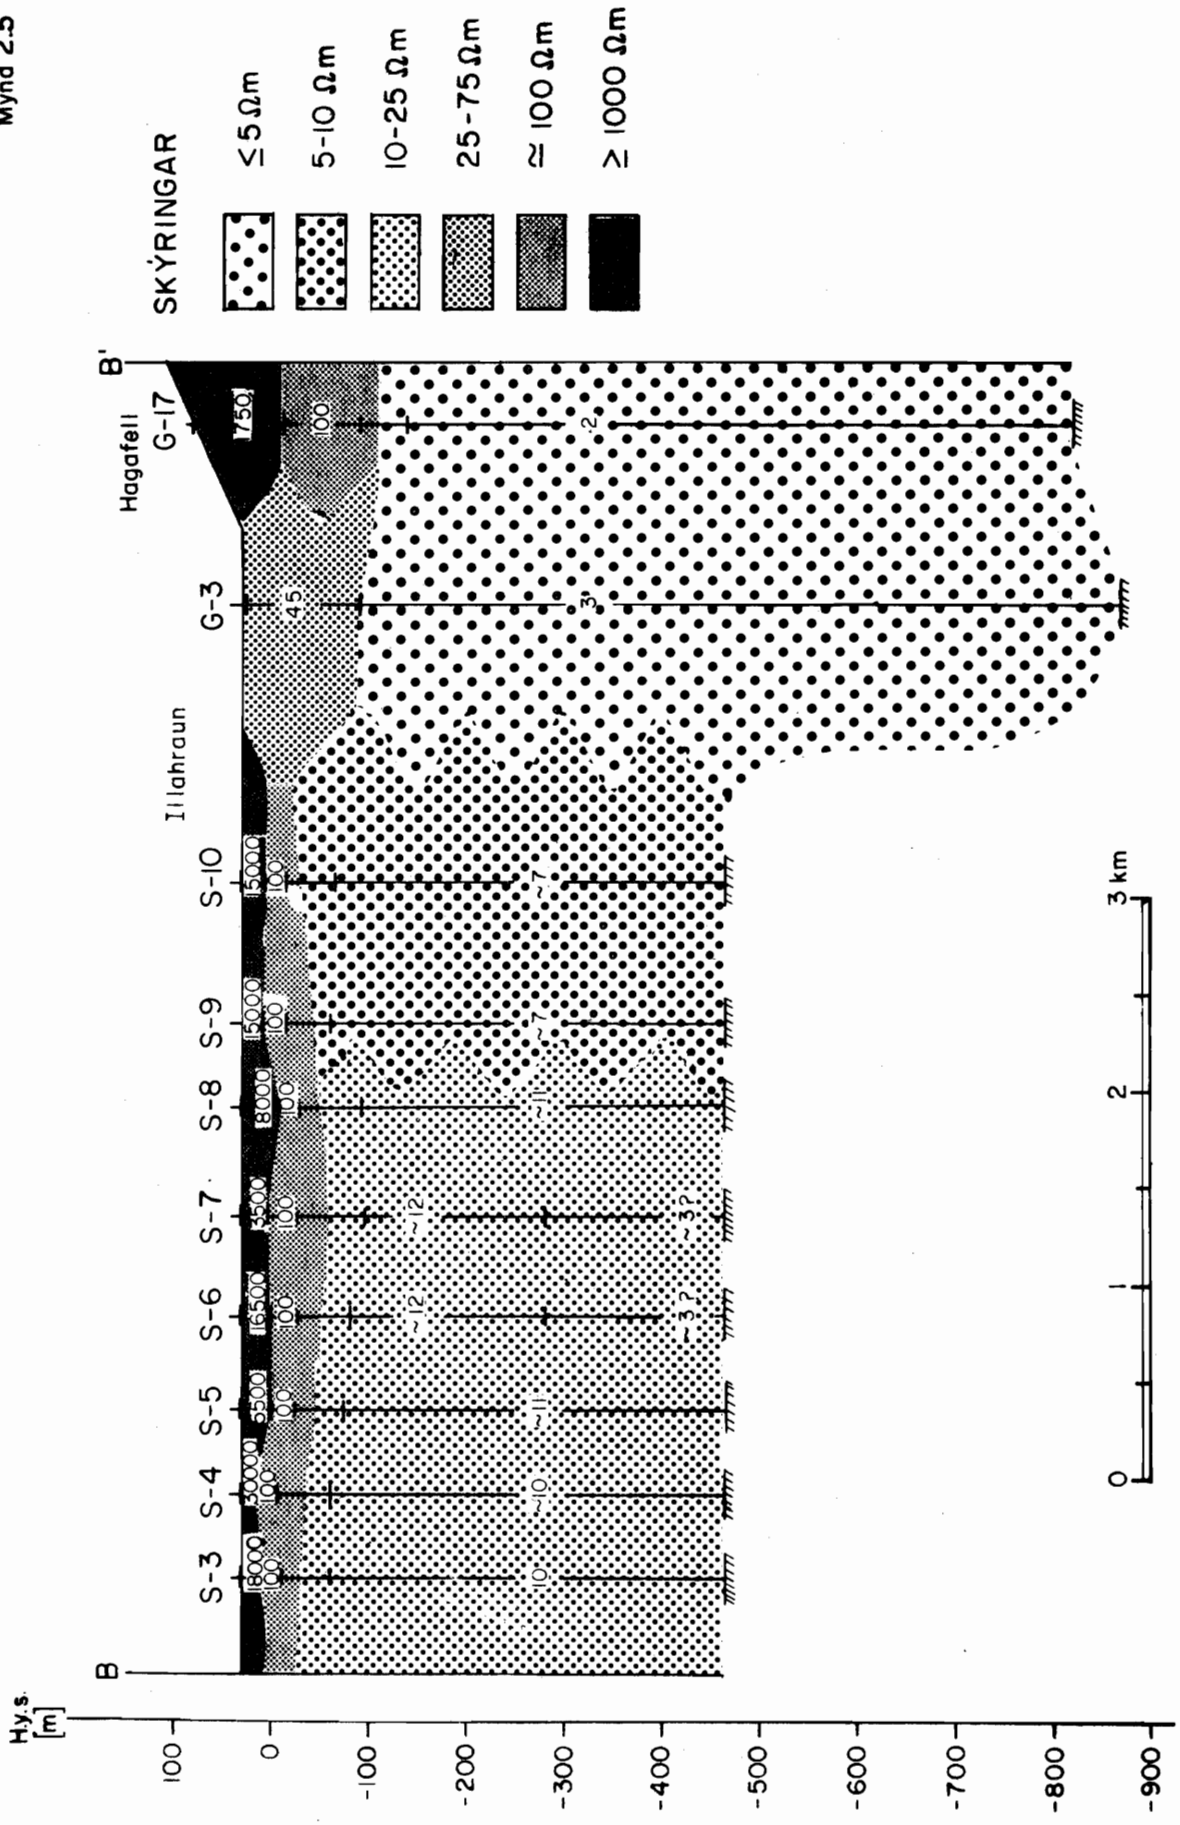 Mynd 2.5
H.y.s.
[m]
100
0
-100
-200
-300
-400
-500
-600
-700
-800
-900
B
S-3
S-4
S-5
S-6
S-7
S-8
S-9
S-10
Illahraun
G-3
Hagafell
G-17
B'
18000
30000
6500
16500
3500
8000
15000
15000
1750
100
100
100
100
100
100
100
100
45
100
10
~10
~11
~12
~12
~11
~7
~7
3
2
~3?
~3?
0
1
2
3 km
SKÝRINGAR
≤ 5 Ωm
5-10 Ωm
10-25 Ωm
25-75 Ωm
≃ 100 Ωm
≥ 1000 Ωm